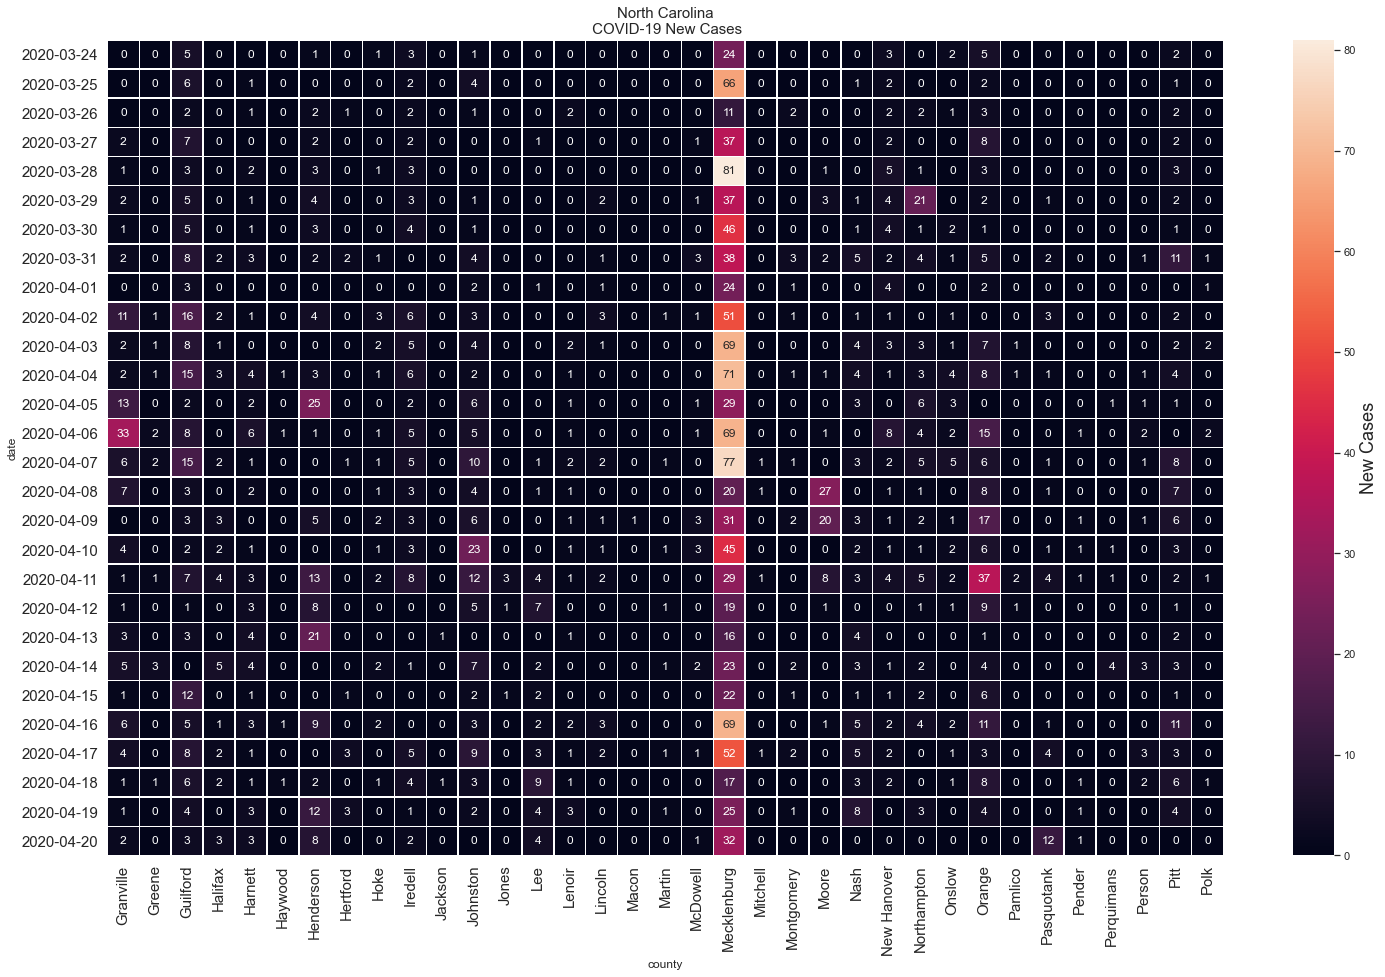 North Carolina
COVID-19 New Cases
2020-03-24 0 0 5 0 0 0 1 0 1 3 0 1 0 0 0 0 0 0 0 24 0 0 0 0 3 0 2 5 0 0 0 0 0 2 0
2020-03-25 0 0 6 0 1 0 0 0 0 2 0 4 0 0 0 0 0 0 0 66 0 0 0 1 2 0 0 2 0 0 0 0 0 1 0
2020-03-26 0 0 2 0 1 0 2 1 0 2 0 1 0 0 2 0 0 0 0 11 0 2 0 0 2 2 1 3 0 0 0 0 0 2 0
2020-03-27 2 0 7 0 0 0 2 0 0 2 0 0 0 1 0 0 0 0 1 37 0 0 0 0 2 0 0 8 0 0 0 0 0 2 0
2020-03-28 1 0 3 0 2 0 3 0 1 3 0 0 0 0 0 0 0 0 0 81 0 0 1 0 5 1 0 3 0 0 0 0 0 3 0
2020-03-29 2 0 5 0 1 0 4 0 0 3 0 1 0 0 0 2 0 0 1 37 0 0 3 1 4 21 0 2 0 1 0 0 0 2 0
2020-03-30 1 0 5 0 1 0 3 0 0 4 0 1 0 0 0 0 0 0 0 46 0 0 0 1 4 1 2 1 0 0 0 0 0 1 0
2020-03-31 2 0 8 2 3 0 2 2 1 0 0 4 0 0 0 1 0 0 3 38 0 3 2 5 2 4 1 5 0 2 0 0 1 11 1
2020-04-01 0 0 3 0 0 0 0 0 0 0 0 2 0 1 0 1 0 0 0 24 0 1 0 0 4 0 0 2 0 0 0 0 0 0 1
2020-04-02 11 1 16 2 1 0 4 0 3 6 0 3 0 0 0 3 0 1 1 51 0 1 0 1 1 0 1 0 0 3 0 0 0 2 0
2020-04-03 2 1 8 1 0 0 0 0 2 5 0 4 0 0 2 1 0 0 0 69 0 0 0 4 3 3 1 7 1 0 0 0 0 2 2
2020-04-04 2 1 15 3 4 1 3 0 1 6 0 2 0 0 1 0 0 0 0 71 0 1 1 4 1 3 4 8 1 1 0 0 1 4 0
2020-04-05 13 0 2 0 2 0 25 0 0 2 0 6 0 0 1 0 0 0 1 29 0 0 0 3 0 6 3 0 0 0 0 1 1 1 0
2020-04-06 33 2 8 0 6 1 1 0 1 5 0 5 0 0 1 0 0 0 1 69 0 0 1 0 8 4 2 15 0 0 1 0 2 0 2
2020-04-07 6 2 15 2 1 0 0 1 1 5 0 10 0 1 2 2 0 1 0 77 1 1 0 3 2 5 5 6 0 1 0 0 1 8 0
2020-04-08 7 0 3 0 2 0 0 0 1 3 0 4 0 1 1 0 0 0 0 20 1 0 27 0 1 1 0 8 0 1 0 0 0 7 0
2020-04-09 0 0 3 3 0 0 5 0 2 3 0 6 0 0 1 1 1 0 3 31 0 2 20 3 1 2 1 17 0 0 1 0 1 6 0
2020-04-10 4 0 2 2 1 0 0 0 1 3 0 23 0 0 1 1 0 1 3 45 0 0 0 2 1 1 2 6 0 1 1 1 0 3 0
2020-04-11 1 1 7 4 3 0 13 0 2 8 0 12 3 4 1 2 0 0 0 29 1 0 8 3 4 5 2 37 2 4 1 1 0 2 1
2020-04-12 1 0 1 0 3 0 8 0 0 0 0 5 1 7 0 0 0 1 0 19 0 0 1 0 0 1 1 9 1 0 0 0 0 1 0
2020-04-13 3 0 3 0 4 0 21 0 0 0 1 0 0 0 1 0 0 0 0 16 0 0 0 4 0 0 0 1 0 0 0 0 0 2 0
2020-04-14 5 3 0 5 4 0 0 0 2 1 0 7 0 2 0 0 0 1 2 23 0 2 0 3 1 2 0 4 0 0 0 4 3 3 0
2020-04-15 1 0 12 0 1 0 0 1 0 0 0 2 1 2 0 0 0 0 0 22 0 1 0 1 1 2 0 6 0 0 0 0 0 1 0
2020-04-16 6 0 5 1 3 1 9 0 2 0 0 3 0 2 2 3 0 0 0 69 0 0 1 5 2 4 2 11 0 1 0 0 0 11 0
2020-04-17 4 0 8 2 1 0 0 3 0 5 0 9 0 3 1 2 0 1 1 52 1 2 0 5 2 0 1 3 0 4 0 0 3 3 0
2020-04-18 1 1 6 2 1 1 2 0 1 4 1 3 0 9 1 0 0 0 0 17 0 0 0 3 2 0 1 8 0 0 1 0 2 6 1
2020-04-19 1 0 4 0 3 0 12 3 0 1 0 2 0 4 3 0 0 1 0 25 0 1 0 8 0 3 0 4 0 0 1 0 0 4 0
2020-04-20 2 0 3 3 3 0 8 0 0 2 0 0 0 4 0 0 0 0 1 32 0 0 0 0 0 0 0 0 0 12 1 0 0 0 0
date
Granville Greene Guilford Halifax Harnett Haywood Henderson Hertford Hoke Iredell Jackson Johnston Jones Lee Lenoir Lincoln Macon Martin McDowell Mecklenburg Mitchell Montgomery Moore Nash New Hanover Northampton Onslow Orange Pamlico Pasquotank Pender Perquimans Person Pitt Polk
county
80
70
60
50
40
30
20
10
0
New Cases